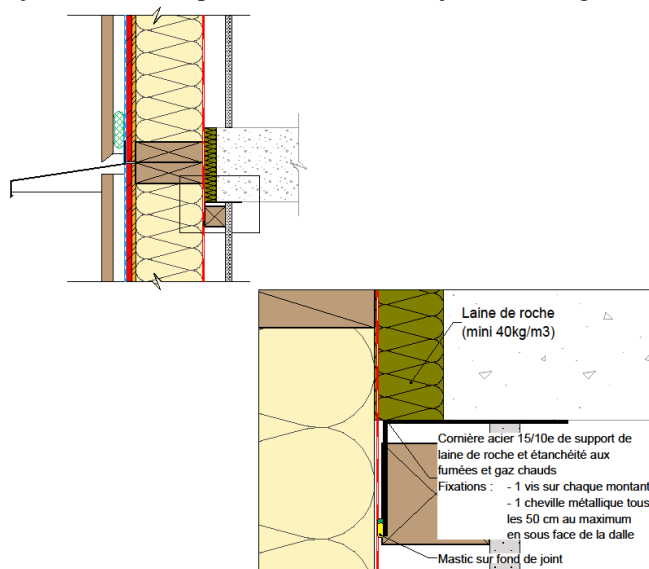 Laine de roche
(mini 40kg/m3)
Cornière acier 15/10e de support de
laine de roche et étanchéité aux
fumées et gaz chauds
Fixations : - 1 vis sur chaque montant
- 1 cheville métallique tous
les 50 cm au maximum
en sous face de la dalle
Mastic sur fond de joint